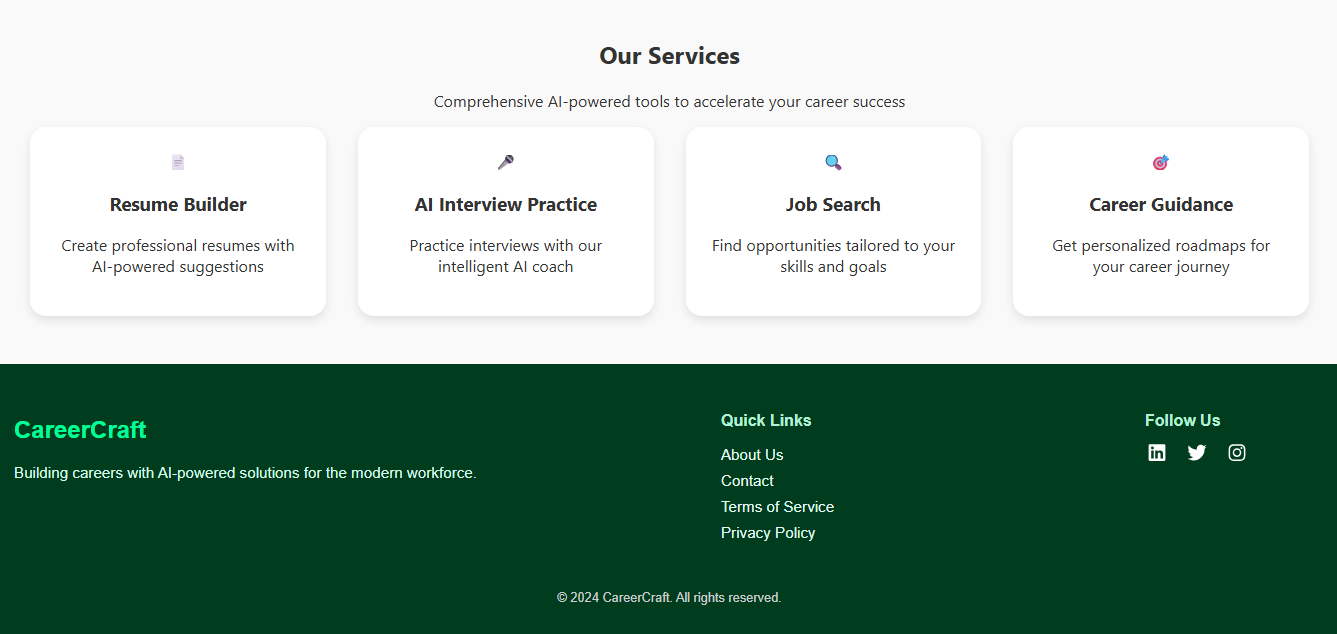 Our Services
Comprehensive AI-powered tools to accelerate your career success
Resume Builder
Create professional resumes with
AI-powered suggestions
AI Interview Practice
Practice interviews with our
intelligent AI coach
Job Search
Find opportunities tailored to your
skills and goals
Career Guidance
Get personalized roadmaps for
your career journey
CareerCraft
Building careers with AI-powered solutions for the modern workforce.
Quick Links
About Us
Contact
Terms of Service
Privacy Policy
Follow Us
© 2024 CareerCraft. All rights reserved.